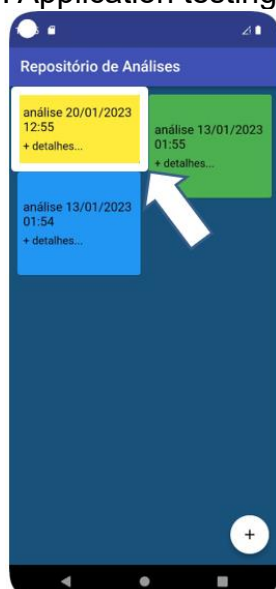 Application testing
Repositório de Análises
análise 20/01/2023
12:55
+ detalhes...
análise 13/01/2023
01:55
+ detalhes...
análise 13/01/2023
01:54
+ detalhes...
+